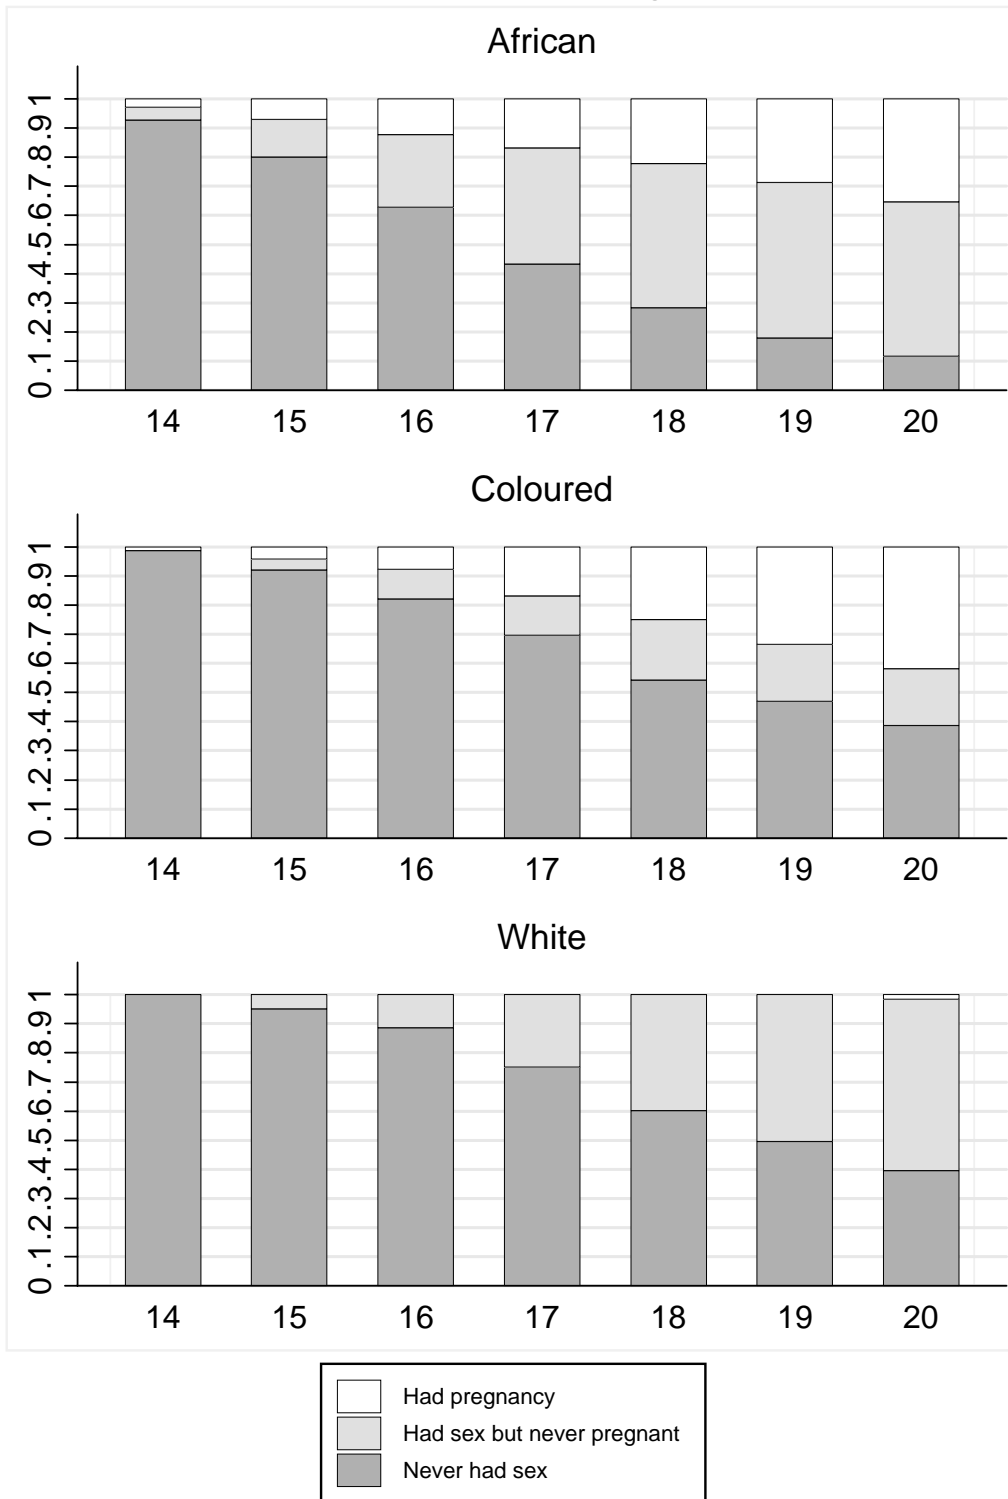 African
0 .1 .2 .3 .4 .5 .6 .7 .8 .9 1
14 15 16 17 18 19 20
Coloured
0 .1 .2 .3 .4 .5 .6 .7 .8 .9 1
14 15 16 17 18 19 20
White
0 .1 .2 .3 .4 .5 .6 .7 .8 .9 1
14 15 16 17 18 19 20
Had pregnancy
Had sex but never pregnant
Never had sex